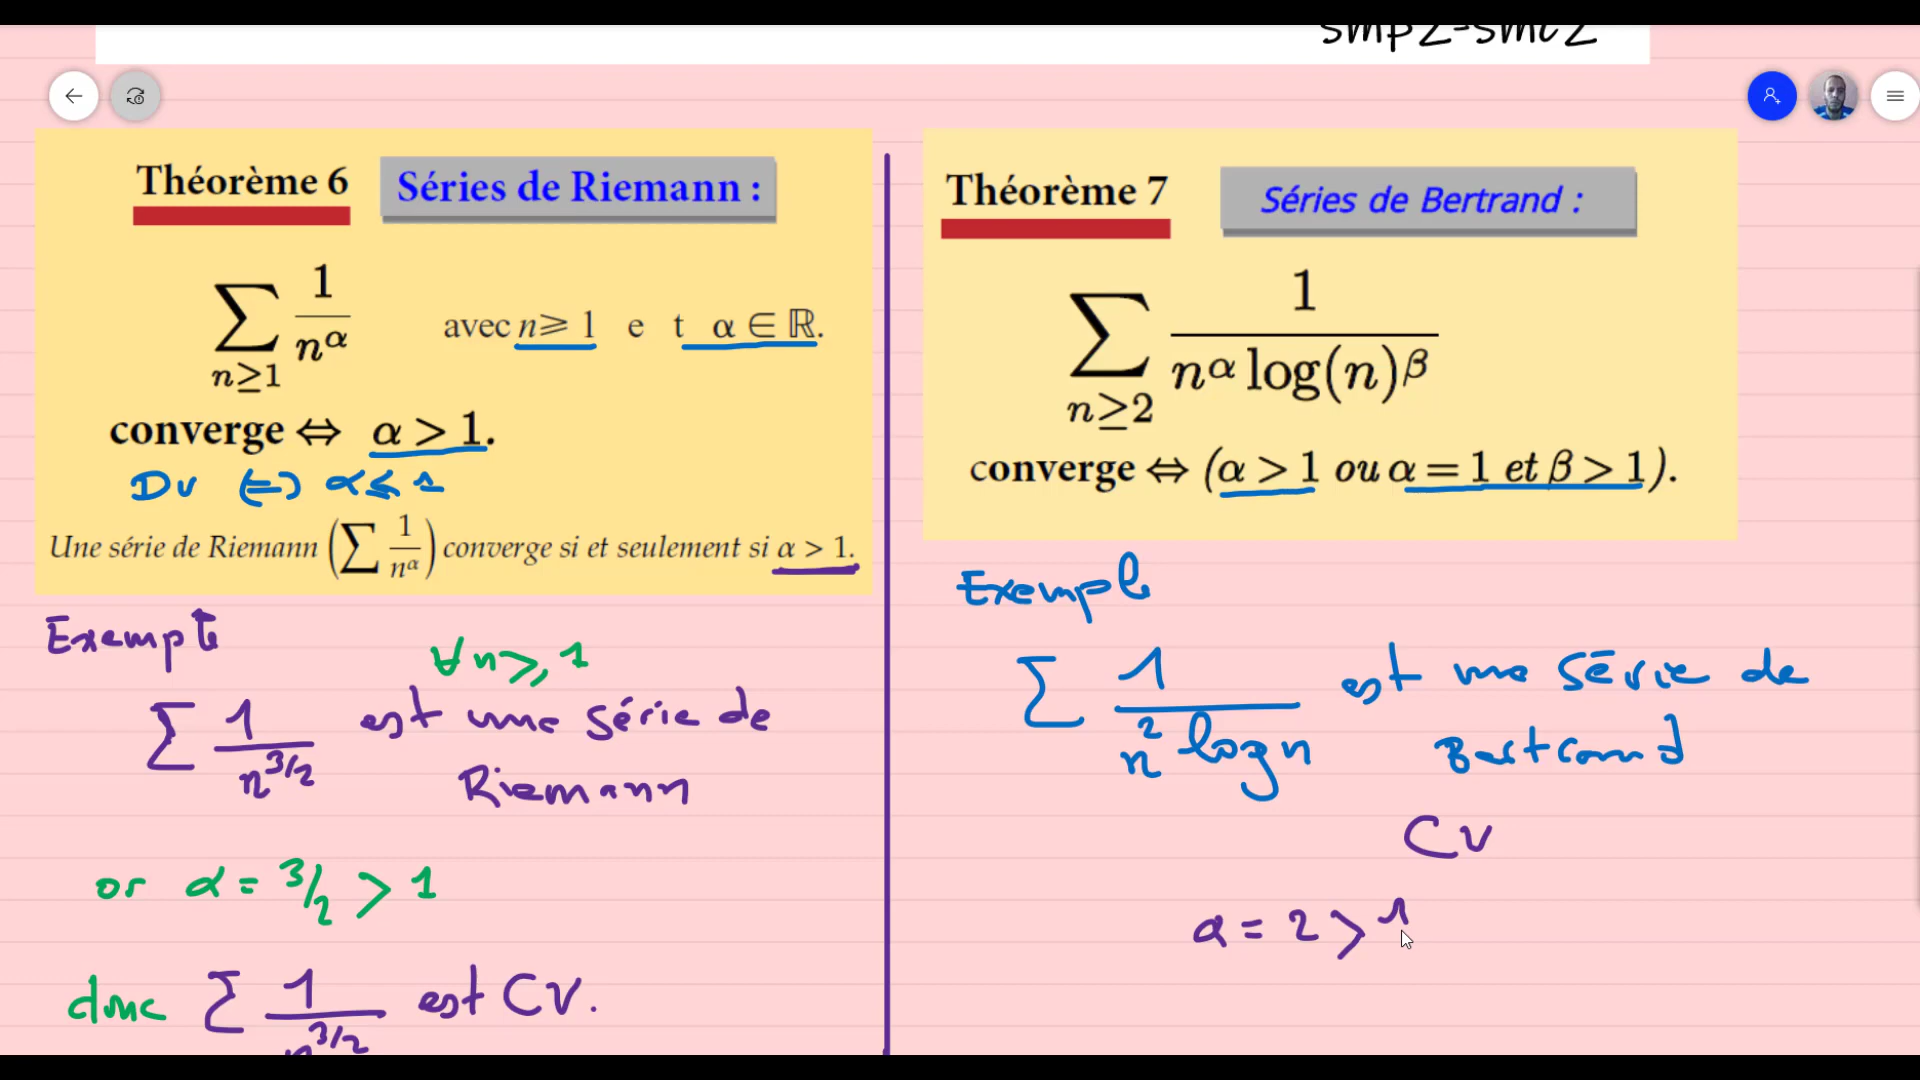 smp2-smc2
Théorème 6 Séries de Riemann :
∑ n≥1 1/n^α avec n ⩾ 1 e t α ∈ ℝ.
converge ⇔ α > 1.
Dv (=) α ≤ 1
Une série de Riemann (∑ 1/n^α) converge si et seulement si α > 1.
Exemple
∀ n ≥, 1
∑ 1/n^3/2 est une série de
Riemann
or α = 3/2 > 1
donc ∑ 1/n^3/2 est CV.
Théorème 7 Séries de Bertrand :
∑ n≥2 1/n^α log(n)^β
converge ⇔ (α > 1 ou α = 1 et β > 1).
Exemple
∑ 1/n^2 log n est une série de
Bertrand
CV
α = 2 > 1